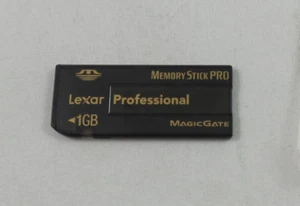 MEMORY STICK PRO
Lexar Professional
◄1GB
MAGICGATE